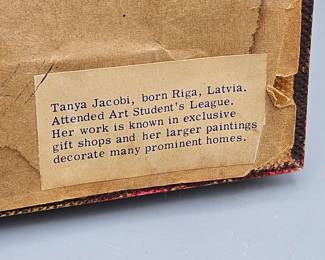 Tanya Jacobi, born Riga, Latvia.
Attended Art Student's League.
Her work is known in exclusive
gift shops and her larger paintings
decorate many prominent homes.